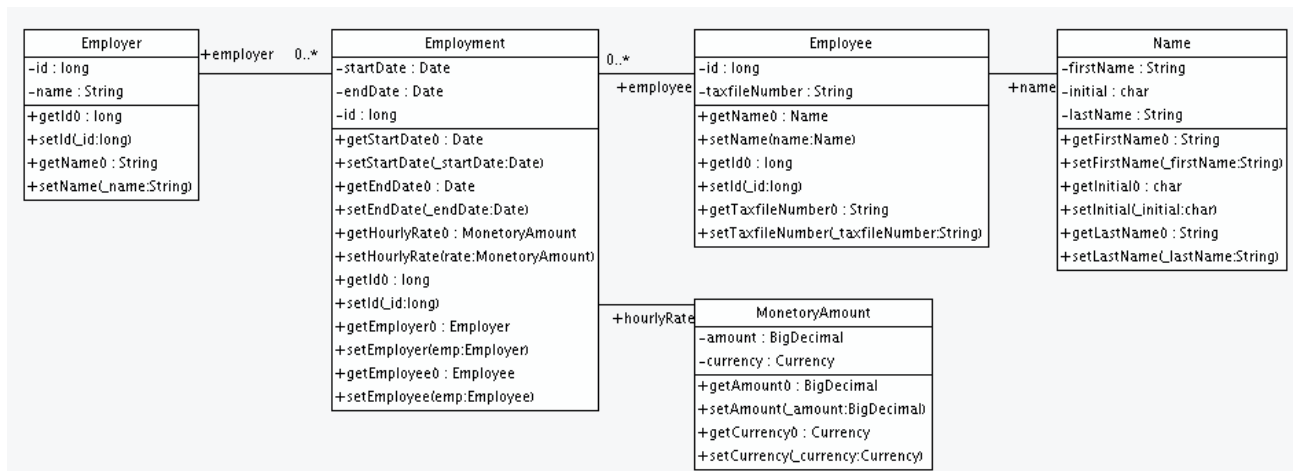 Employer
-id : long
-name : String
+getId() : long
+setId(_id:long)
+getName() : String
+setName(_name:String)
+employer
0..*
Employment
-startDate : Date
-endDate : Date
-id : long
+getStartDate() : Date
+setStartDate(_startDate:Date)
+getEndDate() : Date
+setEndDate(_endDate:Date)
+getHourlyRate() : MonetoryAmount
+setHourlyRate(rate:MonetoryAmount)
+getId() : long
+setId(_id:long)
+getEmployer() : Employer
+setEmployer(emp:Employer)
+getEmployee() : Employee
+setEmployee(emp:Employee)
0..*
+employee
Employee
-id : long
-taxfileNumber : String
+getName() : Name
+setName(name:Name)
+getId() : long
+setId(_id:long)
+getTaxfileNumber() : String
+setTaxfileNumber(_taxfileNumber:String)
+name
Name
-firstName : String
-initial : char
-lastName : String
+getFirstName() : String
+setFirstName(_firstName:String)
+getInitial() : char
+setInitial(_initial:char)
+getLastName() : String
+setLastName(_lastName:String)
+hourlyRate
MonetoryAmount
-amount : BigDecimal
-currency : Currency
+getAmount() : BigDecimal
+setAmount(_amount:BigDecimal)
+getCurrency() : Currency
+setCurrency(_currency:Currency)